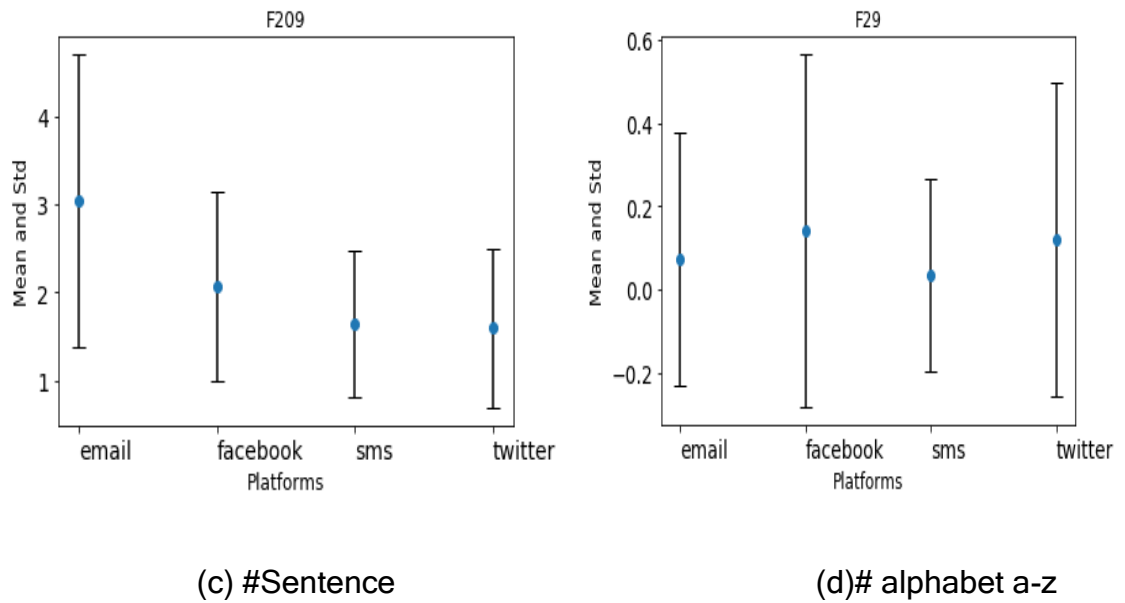 F209
4
3
2
1
Mean and Std
email facebook sms twitter
Platforms
F29
0.6
0.4
0.2
0.0
−0.2
Mean and Std
email facebook sms twitter
Platforms
(c) #Sentence
(d)# alphabet a-z